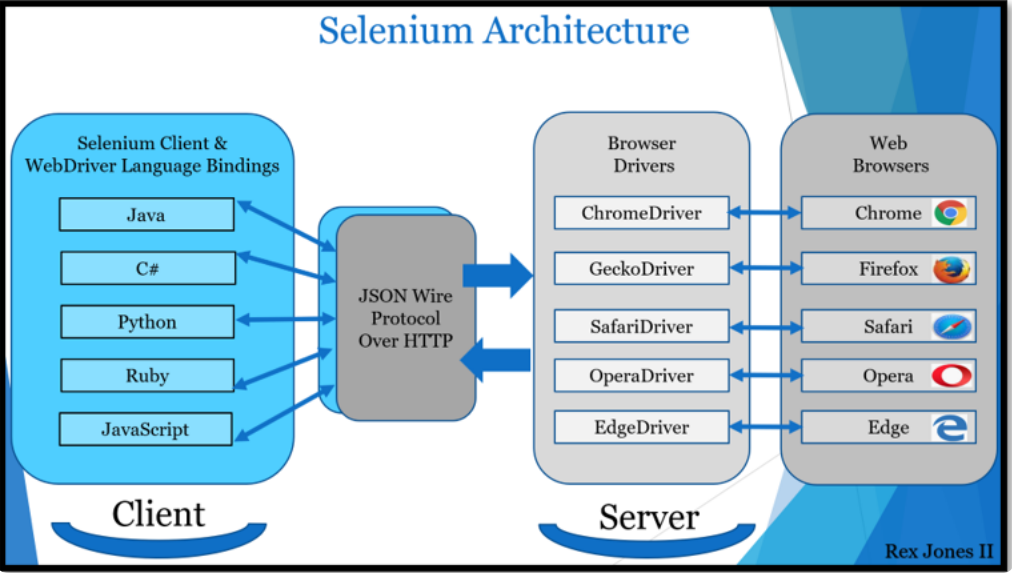 Selenium Architecture
Selenium Client &
WebDriver Language Bindings
Java
C#
Python
Ruby
JavaScript
Client
JSON Wire
Protocol
Over HTTP
Browser
Drivers
ChromeDriver
GeckoDriver
SafariDriver
OperaDriver
EdgeDriver
Server
Web
Browsers
Chrome
Firefox
Safari
Opera
Edge
Rex Jones II